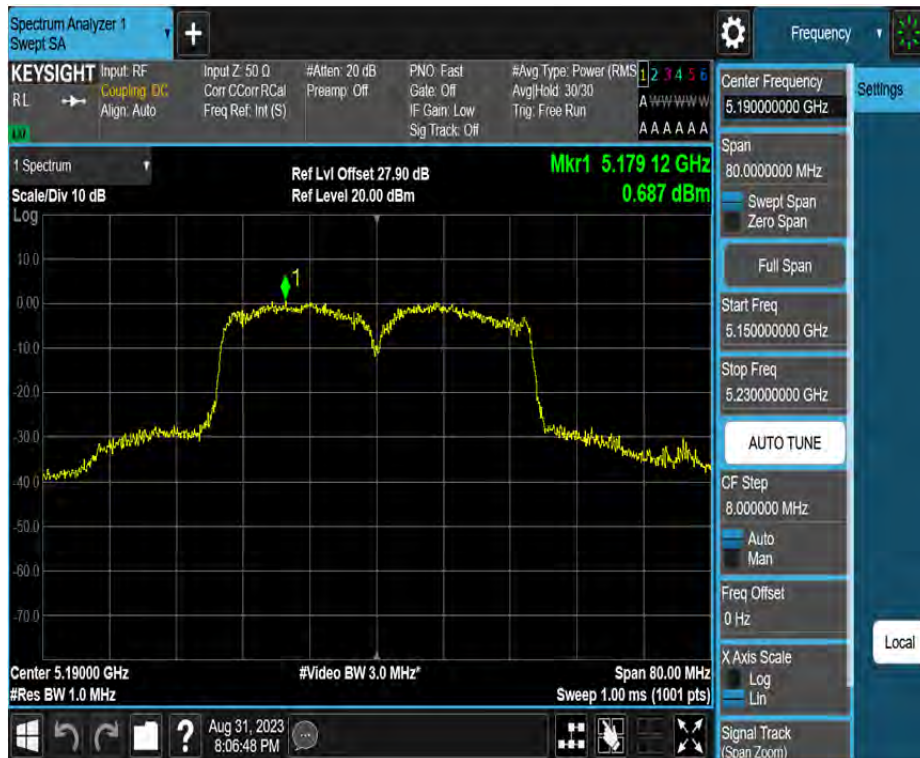 Spectrum Analyzer 1
Swept SA
+
Frequency
KEYSIGHT
RL
Input: RF
Coupling: DC
Align: Auto
Input Z: 50 Ω
Corr CCorr RCal
Freq Ref: Int (S)
#Atten: 20 dB
Preamp: Off
PNO: Fast
Gate: Off
IF Gain: Low
Sig Track: Off
#Avg Type: Power (RMS
Avg|Hold: 30/30
Trig: Free Run
1 2 3 4 5 6
A W W W W W
A A A A A A
Center Frequency
5.190000000 GHz
Settings
1 Spectrum
Scale/Div 10 dB
Ref Lvl Offset 27.90 dB
Ref Level 20.00 dBm
Mkr1 5.179 12 GHz
0.687 dBm
Span
80.0000000 MHz
Swept Span
Zero Span
Full Span
Start Freq
5.150000000 GHz
Stop Freq
5.230000000 GHz
AUTO TUNE
CF Step
8.000000 MHz
Auto
Man
Freq Offset
0 Hz
X Axis Scale
Log
Lin
Signal Track
(Span Zoom)
Local
Log
10.0
0.00
-10.0
-20.0
-30.0
-40.0
-50.0
-60.0
-70.0
1
Center 5.19000 GHz
#Res BW 1.0 MHz
#Video BW 3.0 MHz*
Span 80.00 MHz
Sweep 1.00 ms (1001 pts)
?
Aug 31, 2023
8:06:48 PM